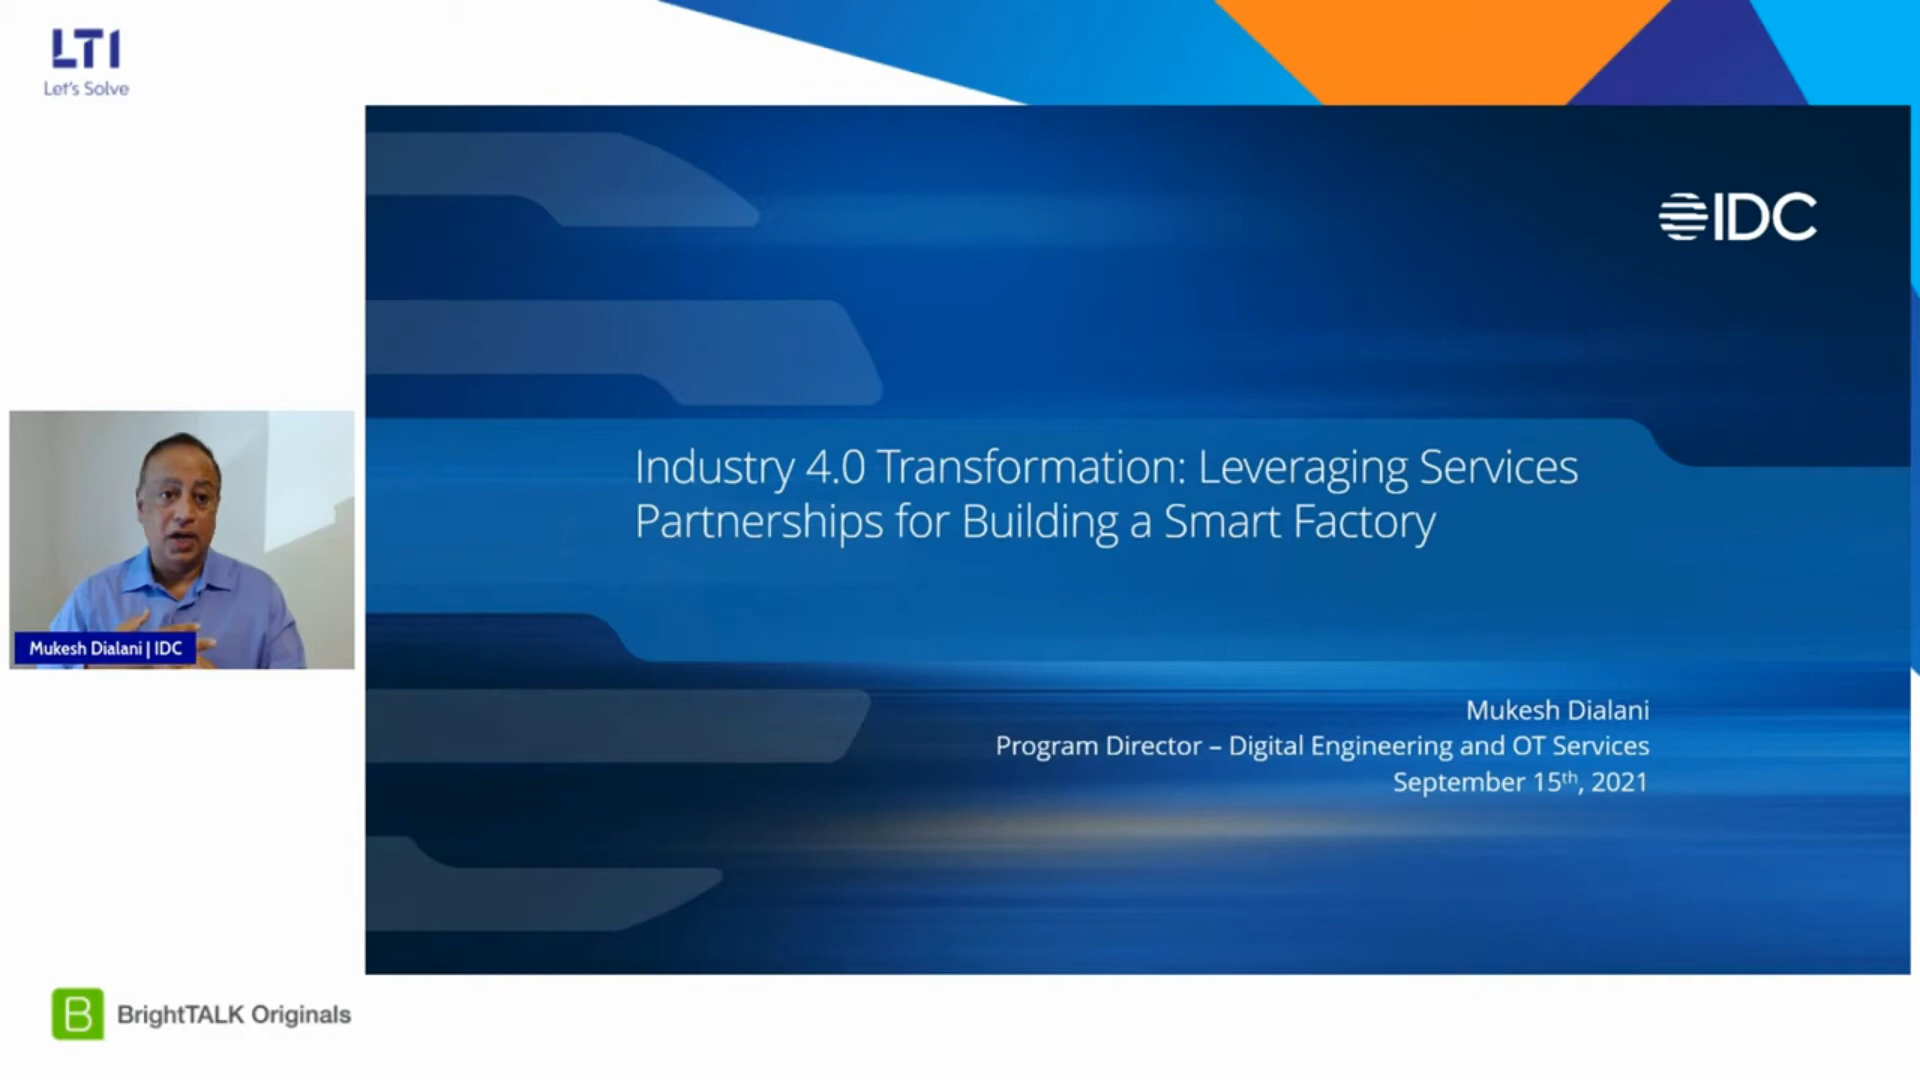 LTI
Let's Solve
IDC
Industry 4.0 Transformation: Leveraging Services
Partnerships for Building a Smart Factory
Mukesh Dialani | IDC
Mukesh Dialani
Program Director – Digital Engineering and OT Services
September 15th, 2021
B BrightTALK Originals